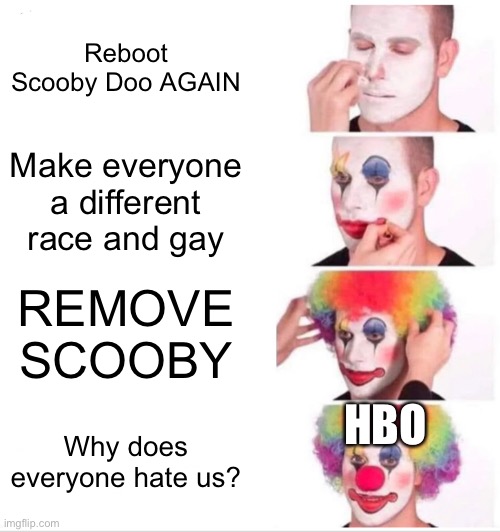 Reboot
Scooby Doo AGAIN
Make everyone
a different
race and gay
REMOVE
SCOOBY
HBO
Why does
everyone hate us?
imgflip.com